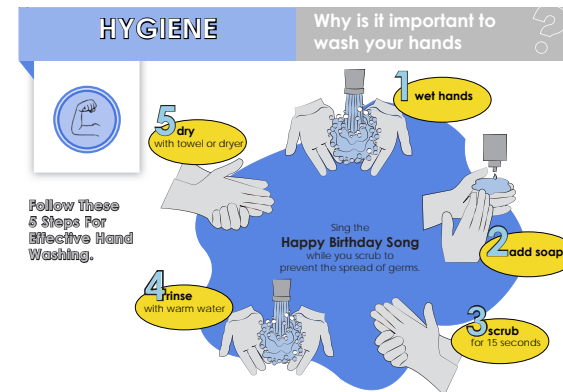 HYGIENE
Why is it important to
wash your hands
?
1 wet hands
2 add soap
3 scrub
for 15 seconds
4 rinse
with warm water
5 dry
with towel or dryer
Follow These
5 Steps For
Effective Hand
Washing.
Sing the
Happy Birthday Song
while you scrub to
prevent the spread of germs.